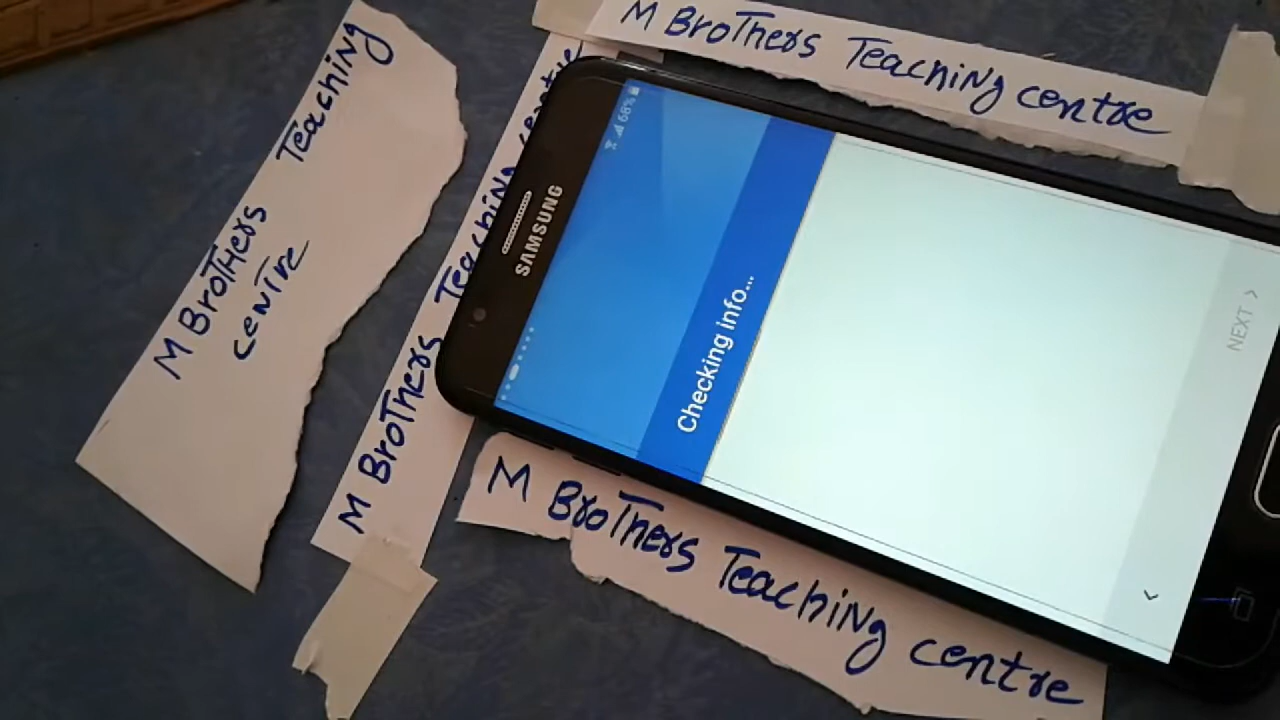 M BroTHers Teaching
centre
M BroTHers Teaching centre
M BroThers Teaching centre
M BroThers Teaching centre
68%
SAMSUNG
Checking info...
NEXT >